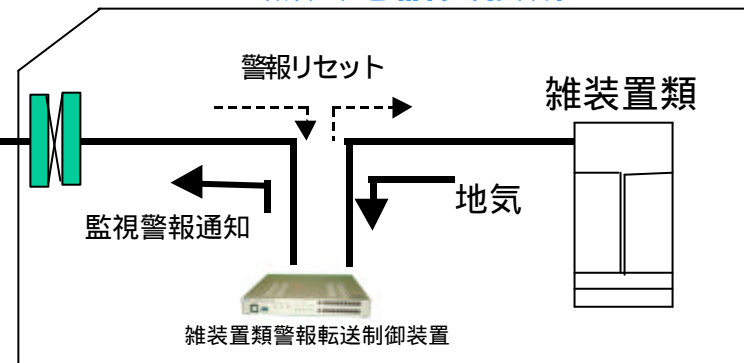 警報リセット
雑装置類
地気
監視警報通知
雑装置類警報転送制御装置